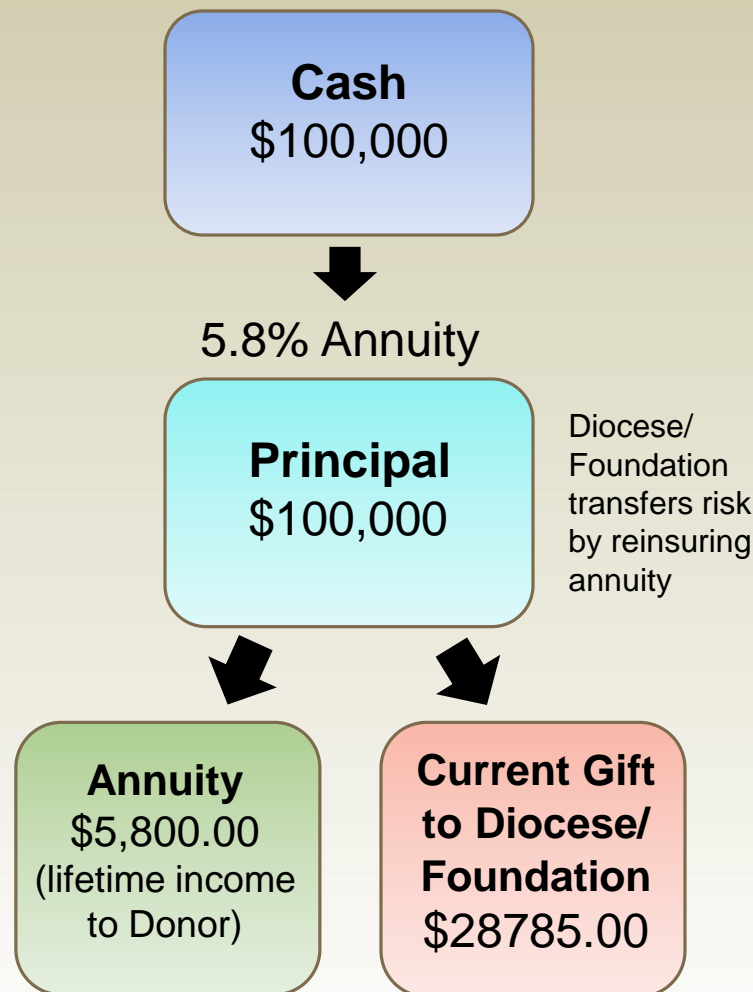 Cash
$100,000
5.8% Annuity
Principal
$100,000
Diocese/
Foundation
transfers risk
by reinsuring
annuity
Annuity
$5,800.00
(lifetime income
to Donor)
Current Gift
to Diocese/
Foundation
$28785.00